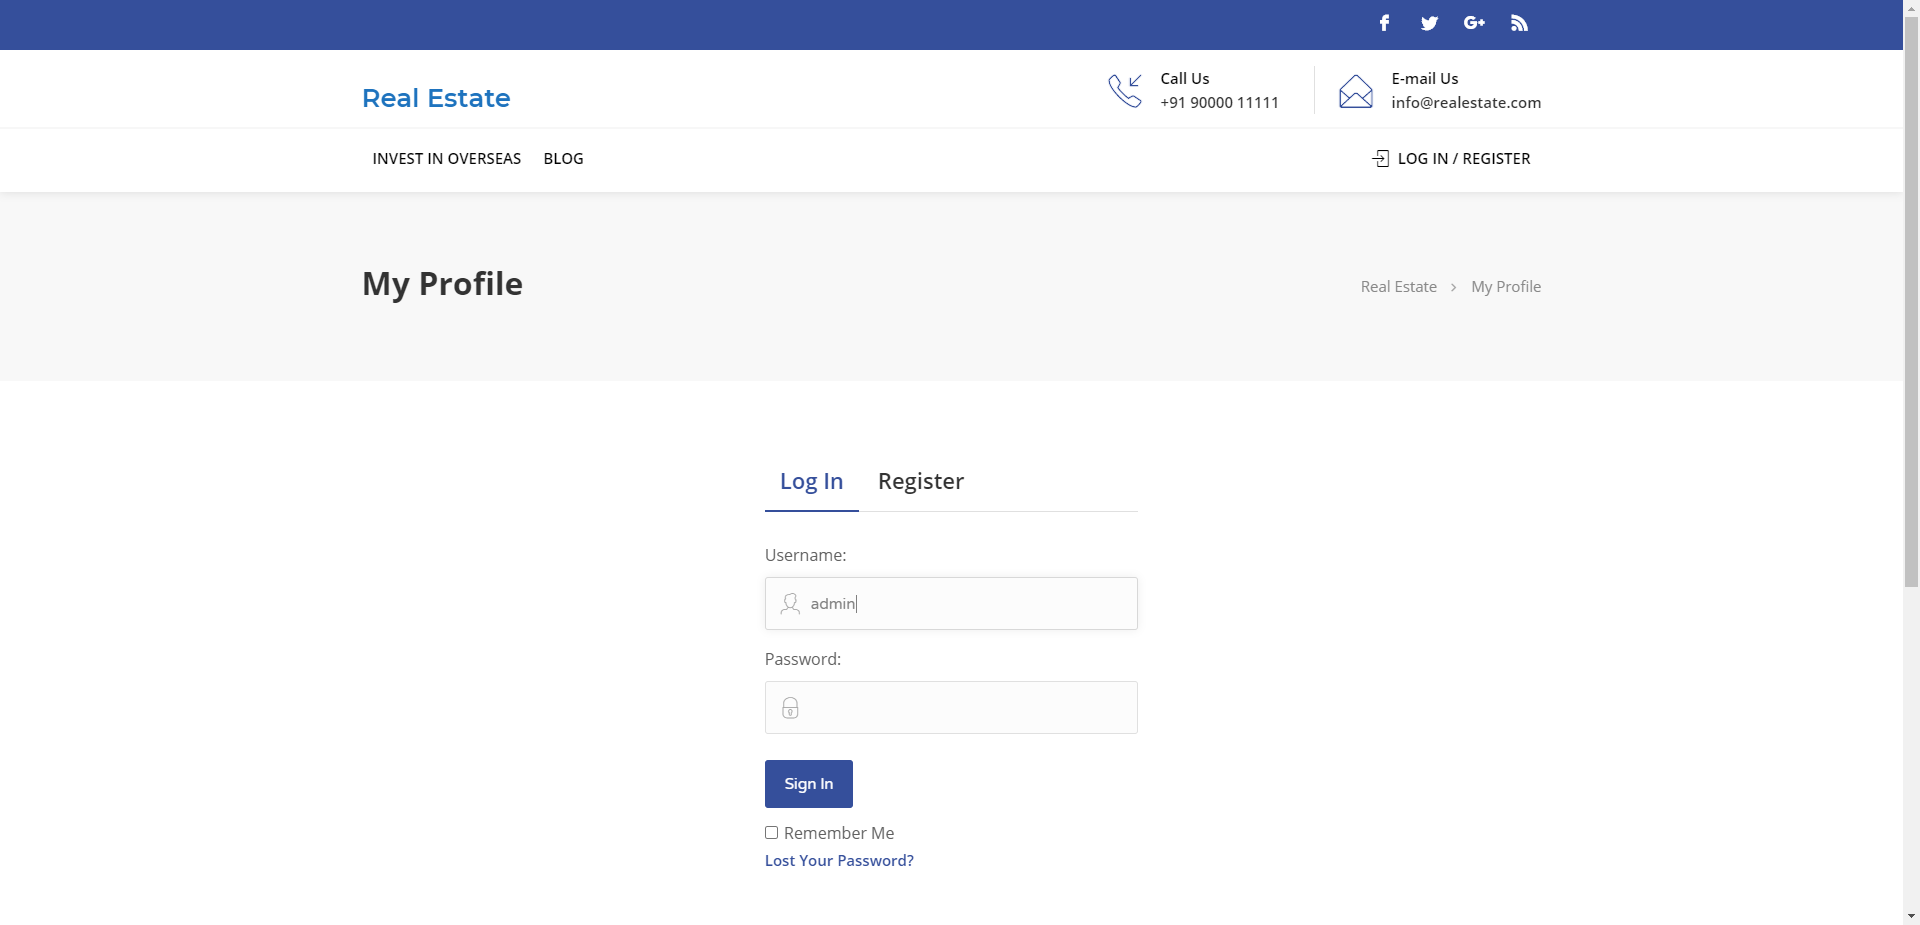 Real Estate
Call Us
+91 90000 11111
E-mail Us
info@realestate.com
INVEST IN OVERSEAS
BLOG
LOG IN / REGISTER
My Profile
Real Estate > My Profile
Log In
Register
Username:
admin
Password:
Sign In
Remember Me
Lost Your Password?